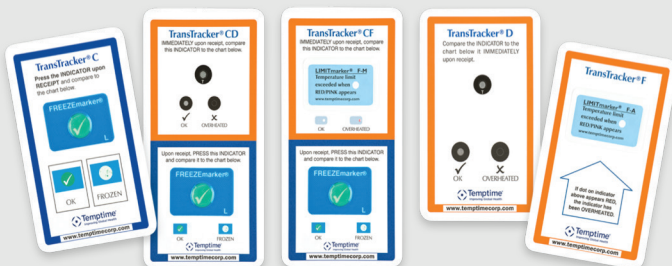 TransTracker® C
Press the INDICATOR upon
RECEIPT and compare to
the chart below.
FREEZEmarker®
L
OK
FROZEN
Temptime
www.temptimecorp.com
TransTracker® CD
IMMEDIATELY upon receipt, compare
this INDICATOR to the chart below.
OK
OVERHEATED
Upon receipt, PRESS this INDICATOR
and compare it to the chart below.
FREEZEmarker®
L
OK
FROZEN
Temptime
www.temptimecorp.com
TransTracker® CF
IMMEDIATELY upon receipt, compare
this INDICATOR to the chart below.
LIMITmarker® F-M
Temperature limit
exceeded when
RED/PINK appears
www.temptimecorp.com
OK
OVERHEATED
Upon receipt, PRESS this INDICATOR
and compare it to the chart below.
FREEZEmarker®
L
OK
FROZEN
Temptime
www.temptimecorp.com
TransTracker® D
Compare the INDICATOR to the
chart below it IMMEDIATELY
upon receipt.
OK
OVERHEATED
Temptime
www.temptimecorp.com
TransTracker® F
LIMITmarker® F-A
Temperature limit
exceeded when
RED/PINK appears
www.temptimecorp.com
If dot on indicator
above appears RED,
the indicator has
been OVERHEATED.
Temptime
www.temptimecorp.com